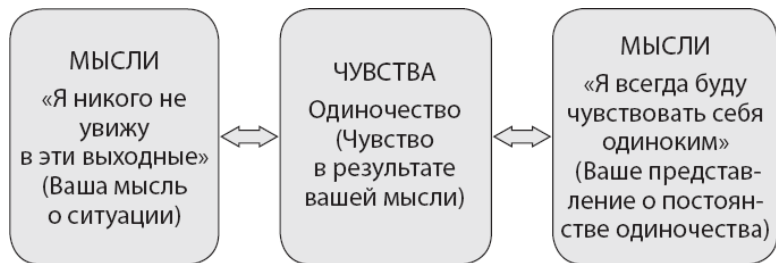 МЫСЛИ
«Я никого не
увижу
в эти выходные»
(Ваша мысль
о ситуации)
ЧУВСТВА
Одиночество
(Чувство
в результате
вашей мысли)
МЫСЛИ
«Я всегда буду
чувствовать себя
одиноким»
(Ваше представ-
ление о постоян-
стве одиночества)